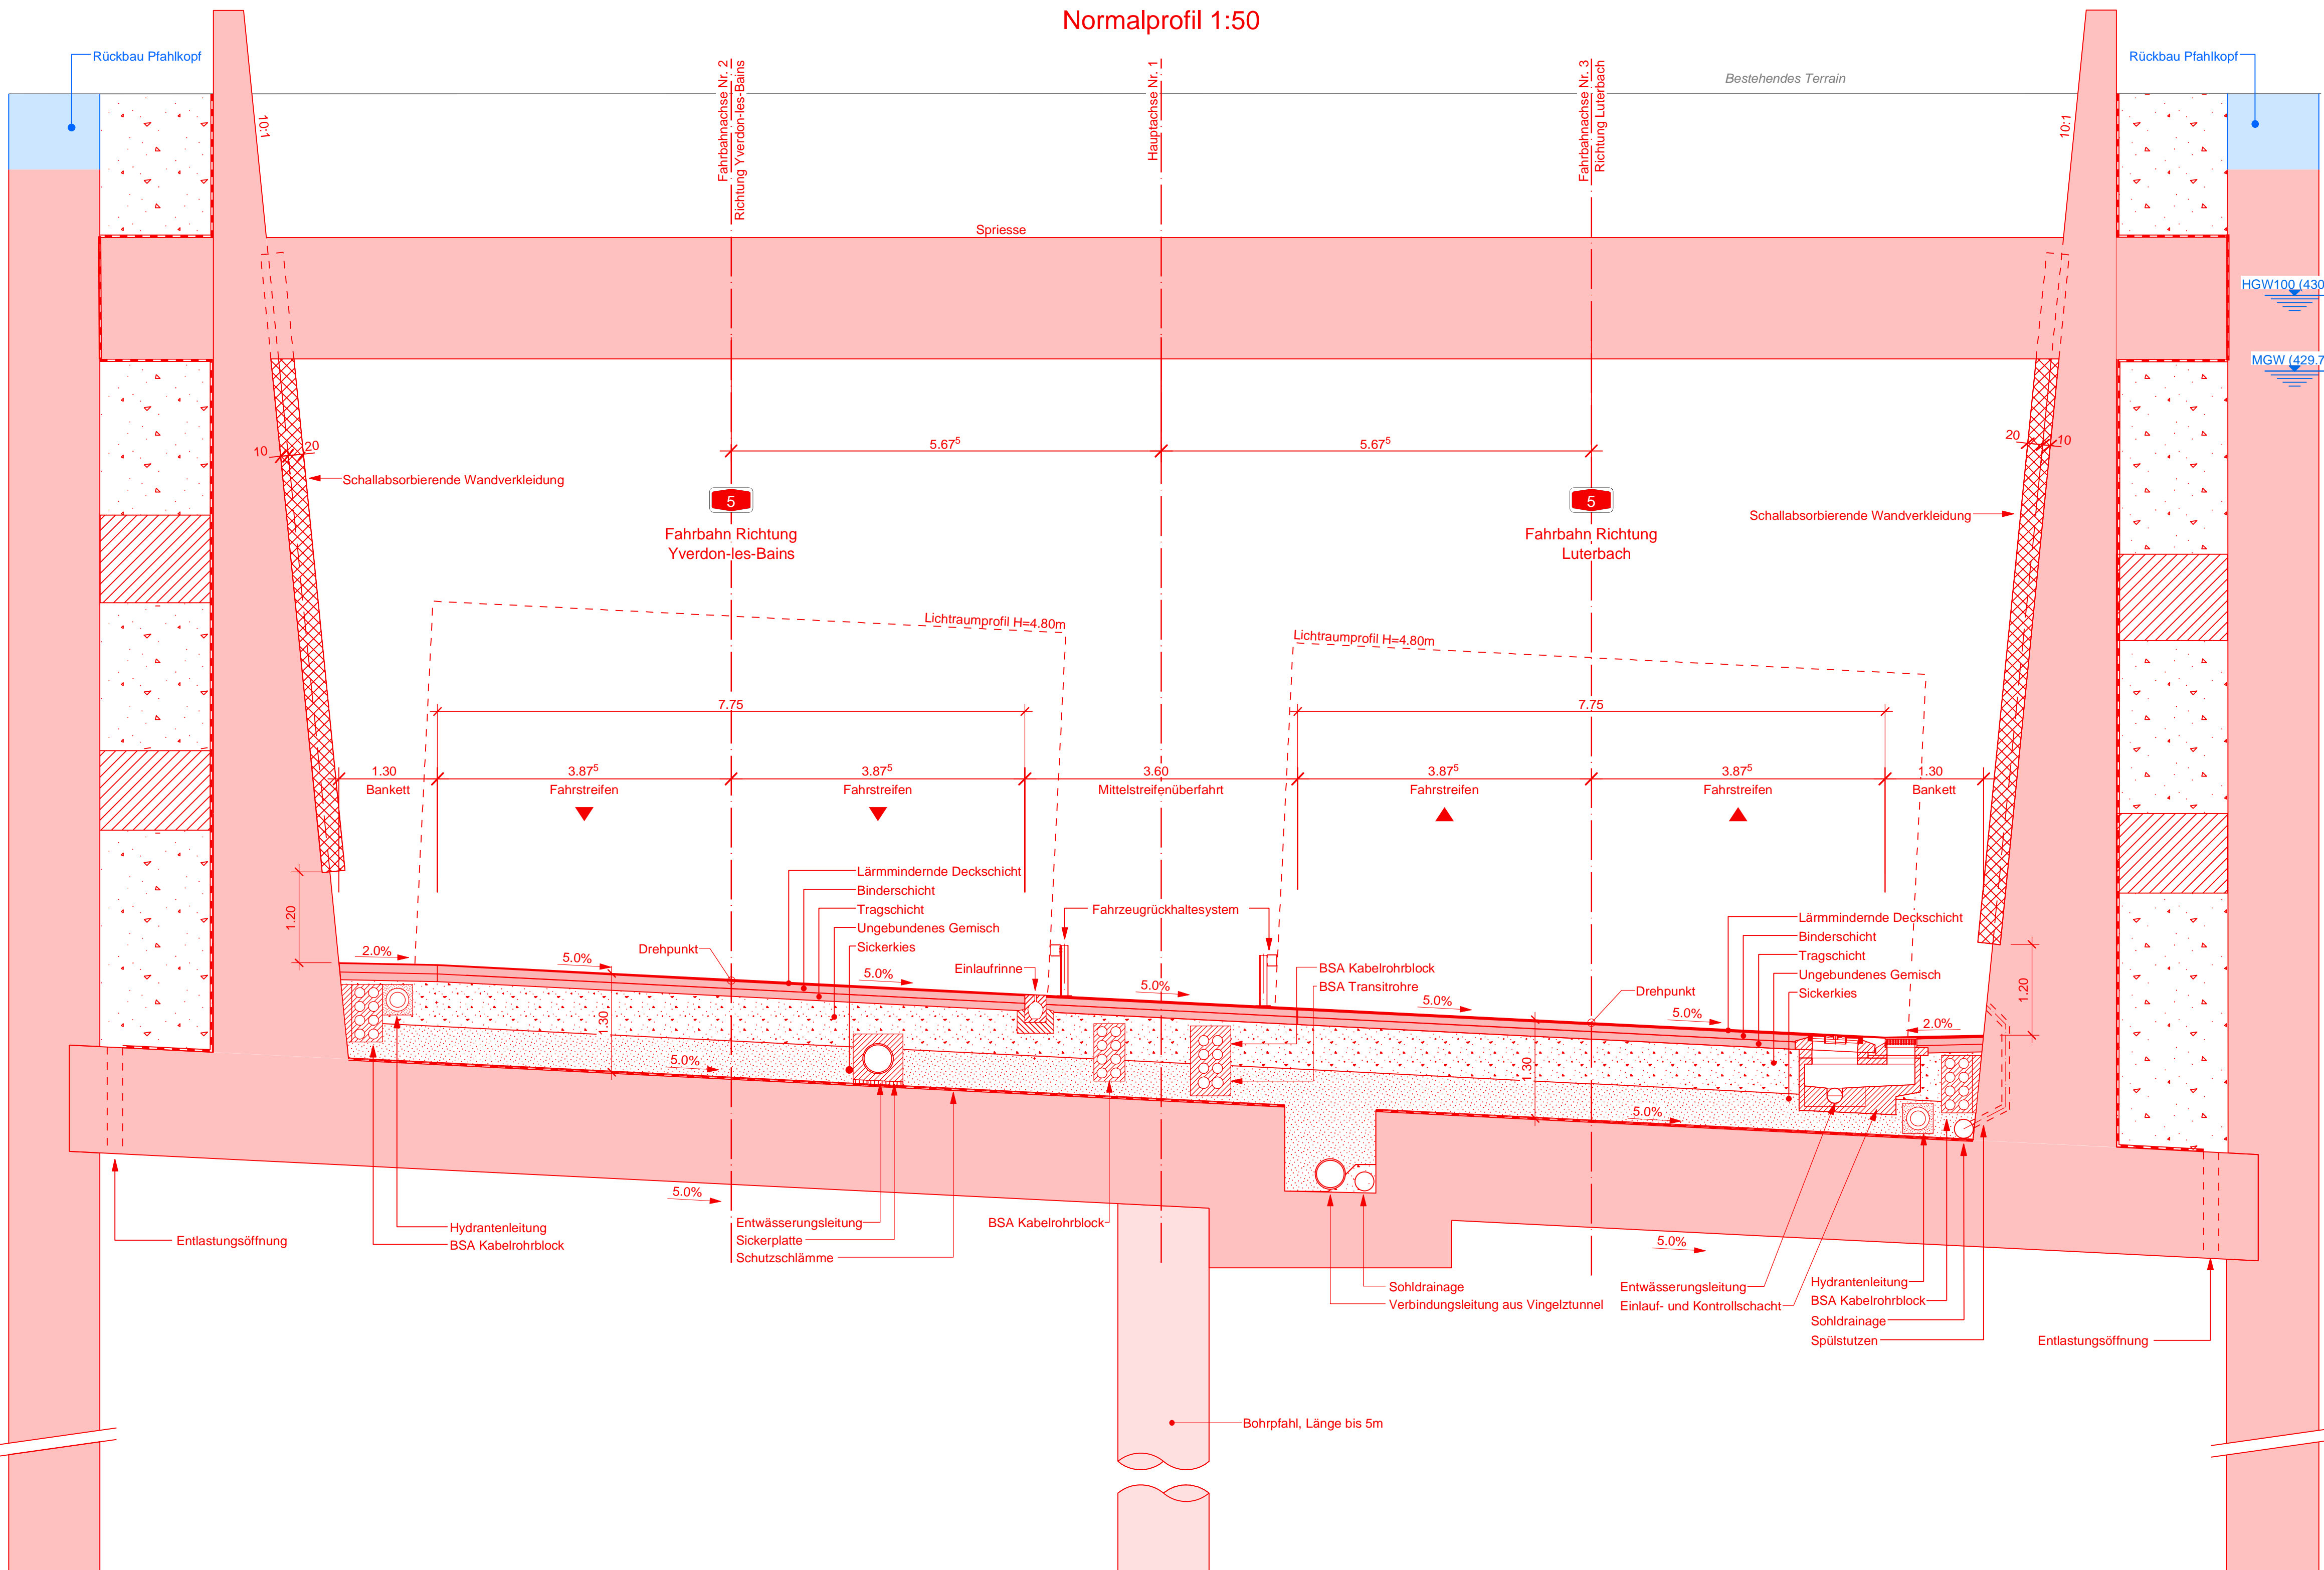 Normalprofil 1:50
Rückbau Pfahlkopf
Rückbau Pfahlkopf
Fahrbahnachse Nr. 2
Richtung Yverdon-les-Bains
Hauptachse Nr. 1
Fahrbahnachse Nr. 3
Richtung Luterbach
Bestehendes Terrain
10:1
10:1
Spriesse
HGW100 (430
MGW (429.7
5.67⁵
5.67⁵
10
20
20
10
Schallabsorbierende Wandverkleidung
Schallabsorbierende Wandverkleidung
5
5
Fahrbahn Richtung
Yverdon-les-Bains
Fahrbahn Richtung
Luterbach
Lichtraumprofil H=4.80m
Lichtraumprofil H=4.80m
7.75
7.75
1.30
3.87⁵
3.87⁵
3.60
3.87⁵
3.87⁵
1.30
Bankett
Fahrstreifen
Fahrstreifen
Mittelstreifenüberfahrt
Fahrstreifen
Fahrstreifen
Bankett
Lärmmindernde Deckschicht
Binderschicht
Tragschicht
Ungebundenes Gemisch
Sickerkies
Fahrzeugrückhaltesystem
Lärmmindernde Deckschicht
Binderschicht
Tragschicht
Ungebundenes Gemisch
Sickerkies
1.20
1.20
2.0%
5.0%
Drehpunkt
5.0%
Einlaufrinne
5.0%
BSA Kabelrohrblock
BSA Transitrohre
5.0%
Drehpunkt
5.0%
2.0%
1.30
1.30
5.0%
5.0%
5.0%
5.0%
Entlastungsöffnung
Hydrantenleitung
BSA Kabelrohrblock
Entwässerungsleitung
Sickerplatte
Schutzschlämme
BSA Kabelrohrblock
Sohldrainage
Verbindungsleitung aus Vingelztunnel
Entwässerungsleitung
Einlauf- und Kontrollschacht
Hydrantenleitung
BSA Kabelrohrblock
Sohldrainage
Spülstutzen
Entlastungsöffnung
Bohrpfahl, Länge bis 5m